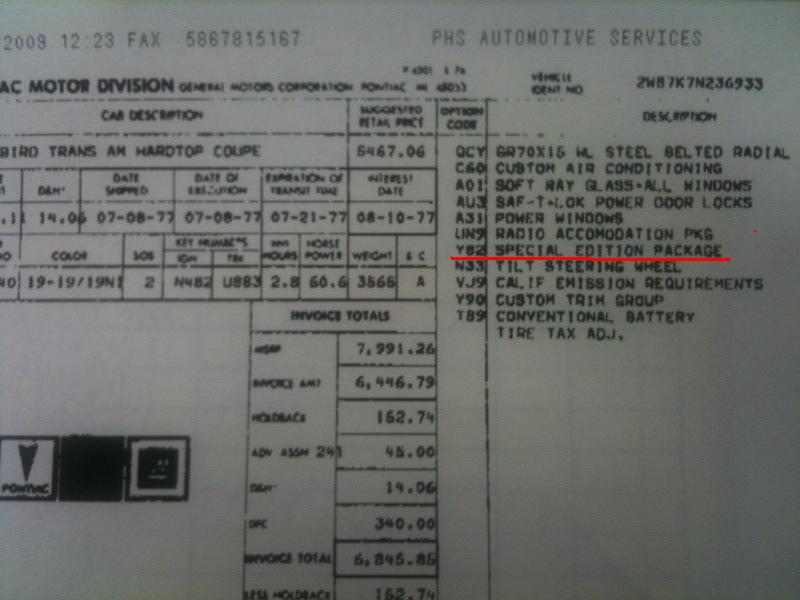 2009 12:23 FAX 5867815167 PHS AUTOMOTIVE SERVICES
AC MOTOR DIVISION GENERAL MOTORS CORPORATION PONTIAC MI 48053
VEHICLE IDENT NO 2W87K7N236933
CAR DESCRIPTION SUGGESTED RETAIL PRICE OPTION CODE DESCRIPTION
BIRD TRANS AM HARDTOP COUPE 5467.06
QCY GR70X15 WL STEEL BELTED RADIAL
C60 CUSTOM AIR CONDITIONING
A01 SOFT RAY GLASS-ALL WINDOWS
AU3 SAF-T-LOK POWER DOOR LOCKS
A31 POWER WINDOWS
UN9 RADIO ACCOMODATION PKG
Y82 SPECIAL EDITION PACKAGE
N33 TILT STEERING WHEEL
YJ9 CALIF EMISSION REQUIREMENTS
Y90 CUSTOM TRIM GROUP
T89 CONVENTIONAL BATTERY
TIRE TAX ADJ.
D&H DATE SHIPPED DATE OF EXECUTION EXPIRATION OF TRANSIT TIME INTEREST DATE
14.06 07-08-77 07-08-77 07-21-77 08-10-77
COLOR SOS KEY NUMBERS IGN TRK HOURS HORSE POWER WEIGHT S C
19-19/19N1 2 N482 U883 2.8 60.6 3566 A
INVOICE TOTALS
MSRP 7,991.26
INVOICE AMT 6,446.79
HOLDBACK 162.74
ADV ASSN 241 45.00
D&H 14.06
DFC 340.00
INVOICE TOTAL 6,845.85
LESS HOLDBACK 162.74
PONTIAC
GM